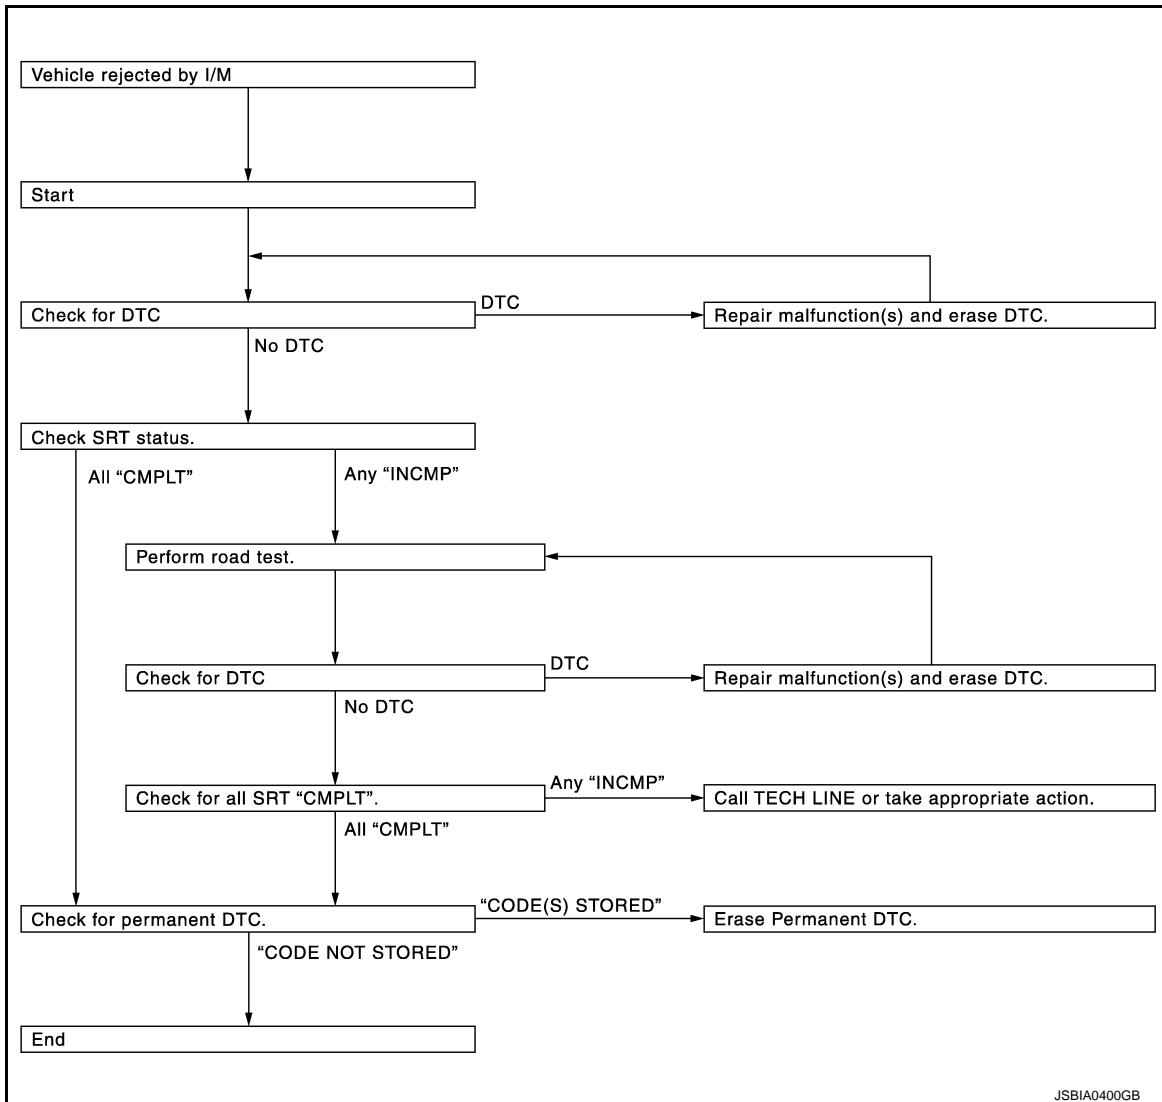 Vehicle rejected by I/M
Start
Check for DTC
DTC
Repair malfunction(s) and erase DTC.
No DTC
Check SRT status.
All “CMPLT”
Any “INCMP”
Perform road test.
Check for DTC
DTC
Repair malfunction(s) and erase DTC.
No DTC
Check for all SRT “CMPLT”.
Any “INCMP”
Call TECH LINE or take appropriate action.
All “CMPLT”
Check for permanent DTC.
“CODE(S) STORED”
Erase Permanent DTC.
“CODE NOT STORED”
End
JSBIA0400GB